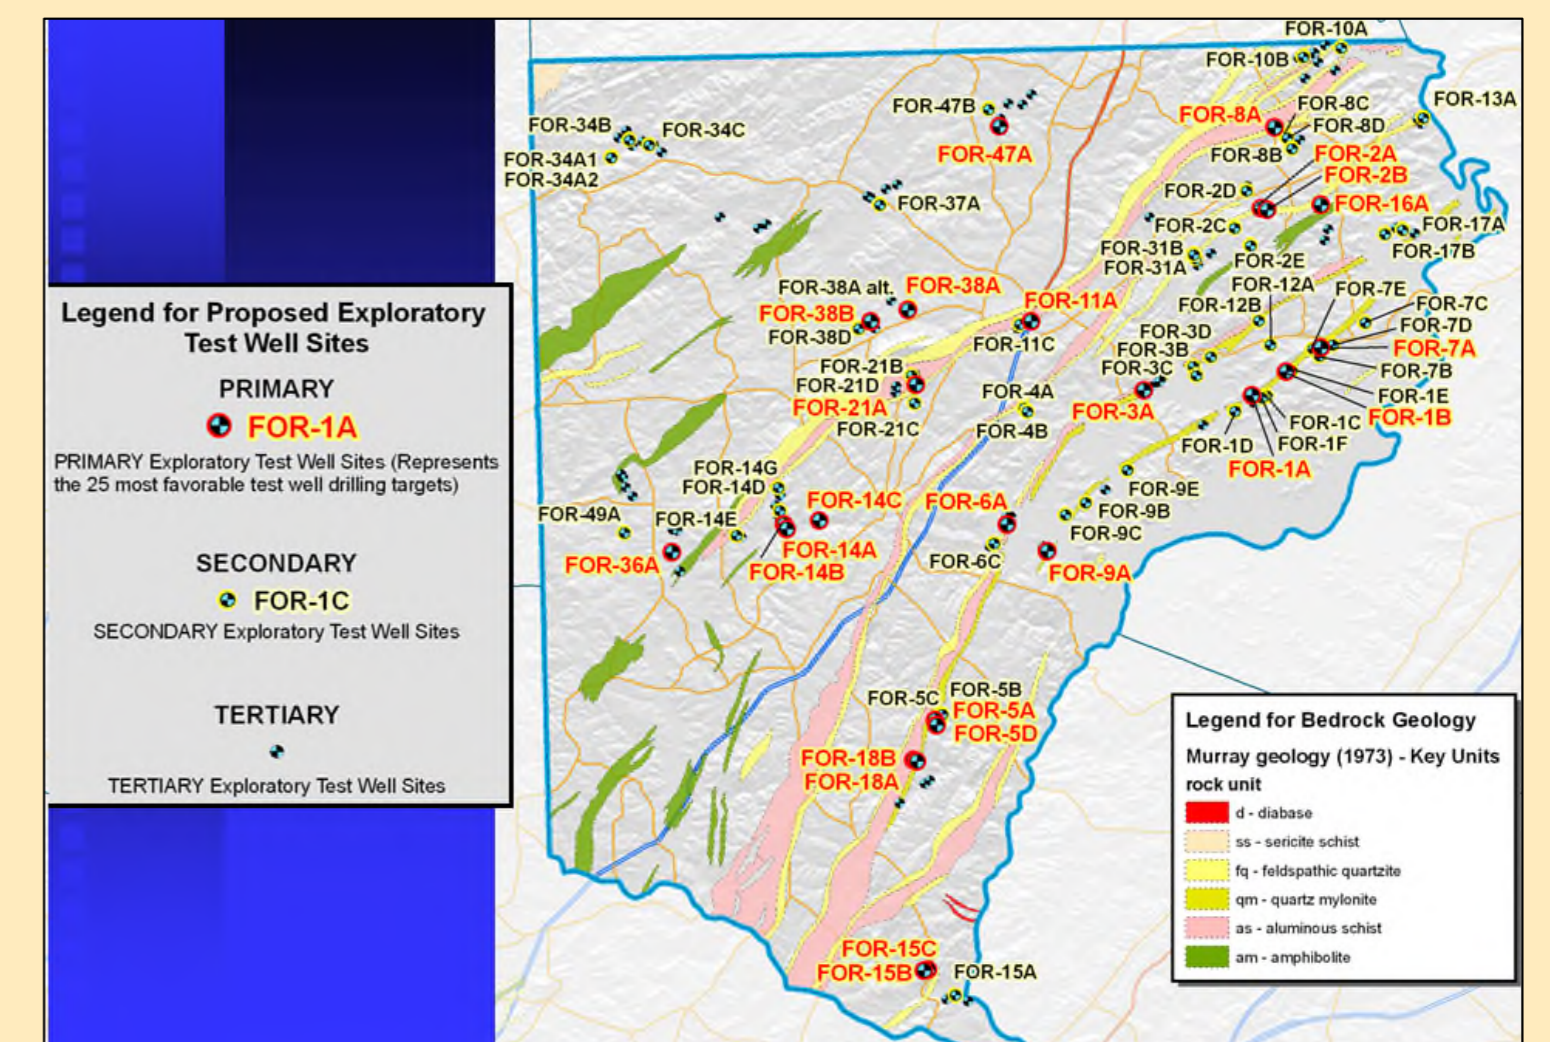 Legend for Proposed Exploratory
Test Well Sites
PRIMARY
FOR-1A
PRIMARY Exploratory Test Well Sites (Represents
the 25 most favorable test well drilling targets)
SECONDARY
FOR-1C
SECONDARY Exploratory Test Well Sites
TERTIARY
TERTIARY Exploratory Test Well Sites
FOR-10A
FOR-10B
FOR-47B
FOR-8A
FOR-8C
FOR-13A
FOR-34B
FOR-34C
FOR-8D
FOR-47A
FOR-8B
FOR-2A
FOR-34A1
FOR-34A2
FOR-2B
FOR-2D
FOR-37A
FOR-16A
FOR-2C
FOR-17A
FOR-31B
FOR-17B
FOR-31A
FOR-2E
FOR-38A alt.
FOR-38A
FOR-12A
FOR-7E
FOR-11A
FOR-12B
FOR-7C
FOR-38B
FOR-7D
FOR-38D
FOR-3D
FOR-11C
FOR-3B
FOR-7A
FOR-21B
FOR-3C
FOR-7B
FOR-21D
FOR-4A
FOR-1E
FOR-21A
FOR-3A
FOR-1B
FOR-21C
FOR-4B
FOR-1C
FOR-1D
FOR-1F
FOR-14G
FOR-1A
FOR-14D
FOR-9E
FOR-14C
FOR-6A
FOR-9B
FOR-49A
FOR-14E
FOR-9C
FOR-14A
FOR-36A
FOR-14B
FOR-6C
FOR-9A
FOR-5C
FOR-5B
FOR-5A
FOR-5D
FOR-18B
FOR-18A
FOR-15C
FOR-15B
FOR-15A
Legend for Bedrock Geology
Murray geology (1973) - Key Units
rock unit
d - diabase
ss - sericite schist
fq - feldspathic quartzite
qm - quartz mylonite
as - aluminous schist
am - amphibolite